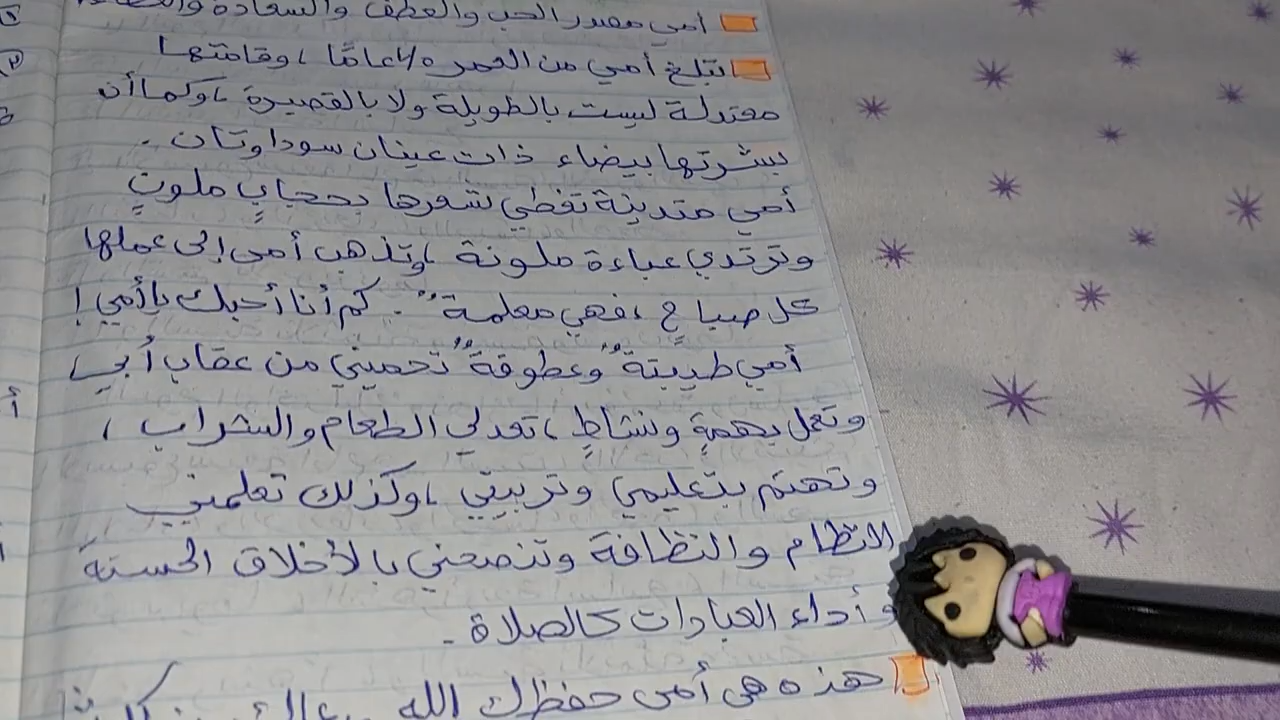 أمي مصدر الحب والعطف والسعادة
تبلغ أمي من العمر ٤٥ عامًا ، وقامتها
معتدلة ليست بالطويلة ولا بالقصيرة ، وكما أن
بشرتها بيضاء ذات عينان سوداوتان .
أمي متدينة تغطي شعرها بحجابٍ ملونٍ
وترتدي عباءة ملونة ، وتذهب أمي إلى عملها
كل صباحٍ ، فهي معلمةٌ . كم أنا أحبك يا أمي !
أمي طيبةٌ وعطوفةٌ تحميني من عقاب أبي ،
وتعمل بهمةٍ ونشاطٍ ، تعد لي الطعام والشراب ،
وتهتم بتعليمي وتربيتي ، وكذلك تعلمني
النظام والنظافة وتنصحني بالأخلاق الحسنة
وأداء العبادات كالصلاة .
هذه هي أمي حفظك الله